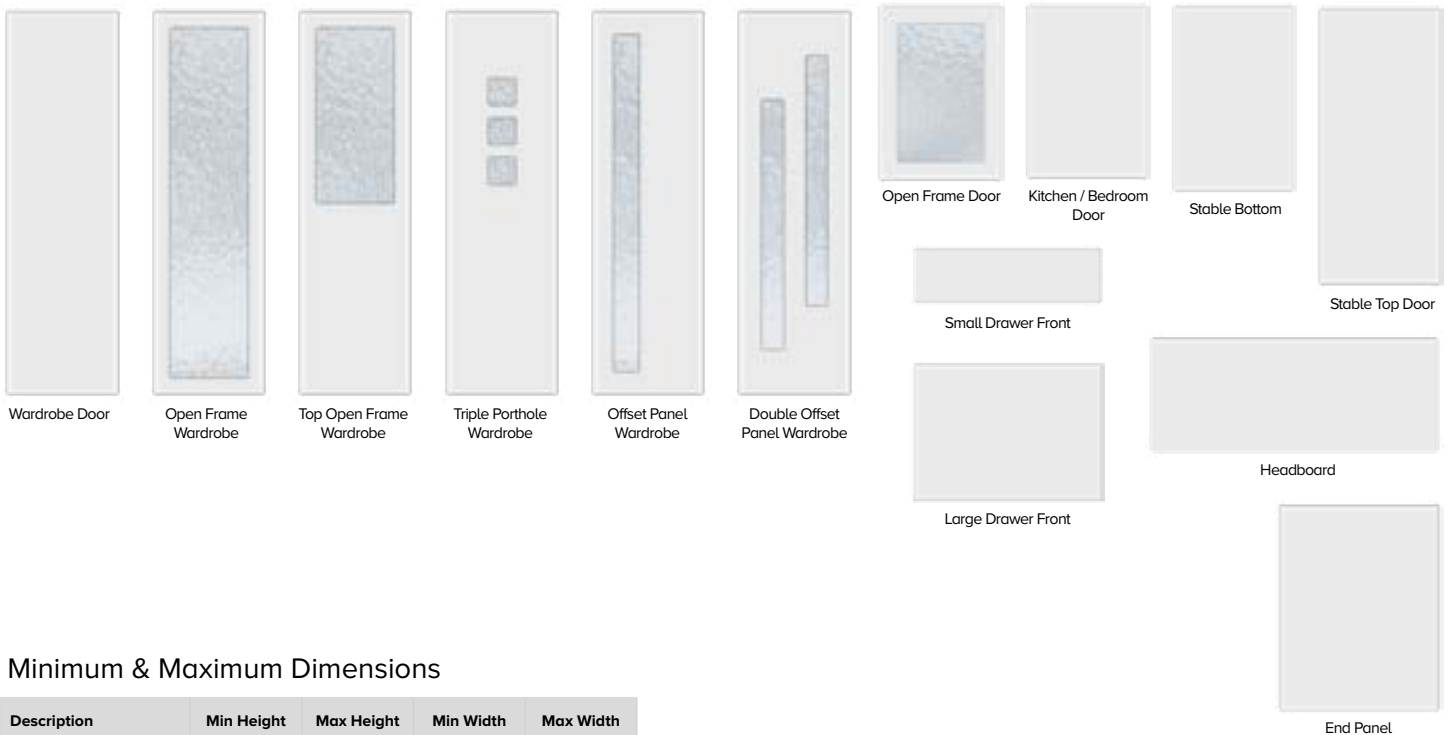 Wardrobe Door
Open Frame
Wardrobe
Top Open Frame
Wardrobe
Triple Porthole
Wardrobe
Offset Panel
Wardrobe
Double Offset
Panel Wardrobe
Open Frame Door
Kitchen / Bedroom
Door
Stable Bottom
Stable Top Door
Small Drawer Front
Headboard
Large Drawer Front
End Panel
Minimum & Maximum Dimensions
Description Min Height Max Height Min Width Max Width